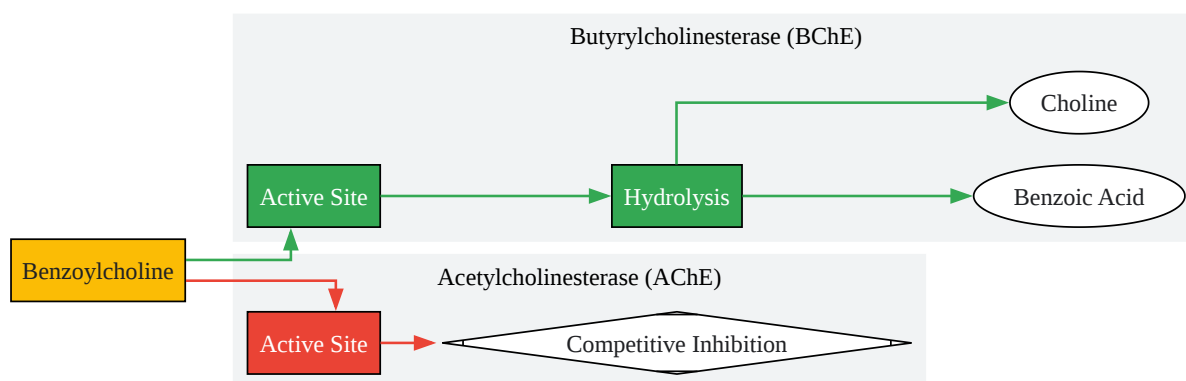 Butyrylcholinesterase (BChE)
Choline
Active Site
Hydrolysis
Benzoic Acid
Benzoylcholine
Acetylcholinesterase (AChE)
Active Site
Competitive Inhibition